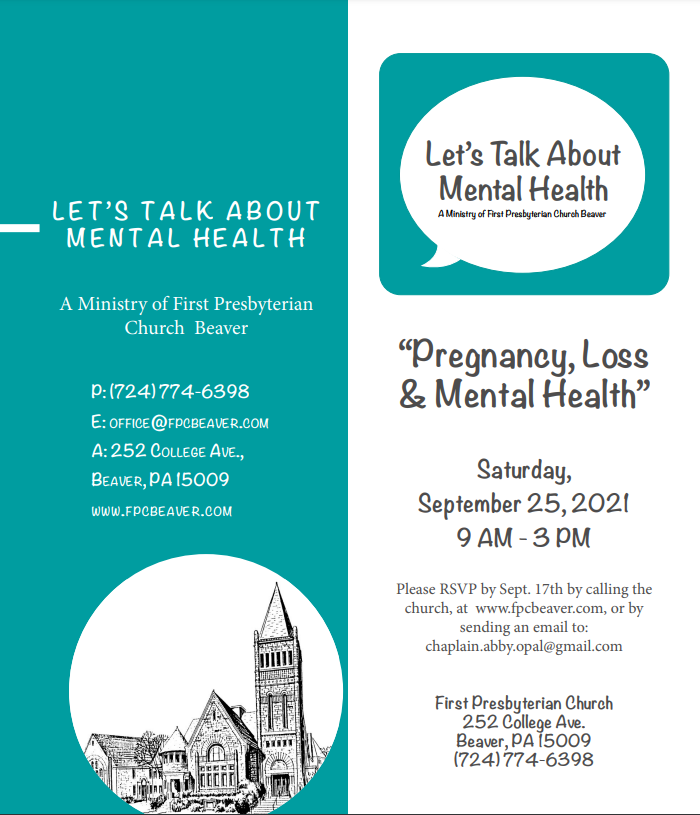 LET'S TALK ABOUT
MENTAL HEALTH
A Ministry of First Presbyterian
Church Beaver
P: (724) 774-6398
E: OFFICE@FPCBEAVER.COM
A: 252 COLLEGE AVE.,
BEAVER, PA 15009
WWW.FPCBEAVER.COM
Let's Talk About
Mental Health
A Ministry of First Presbyterian Church Beaver
“Pregnancy, Loss
& Mental Health”
Saturday,
September 25, 2021
9 AM - 3 PM
Please RSVP by Sept. 17th by calling the
church, at www.fpcbeaver.com, or by
sending an email to:
chaplain.abby.opal@gmail.com
First Presbyterian Church
252 College Ave.
Beaver, PA 15009
(724) 774-6398